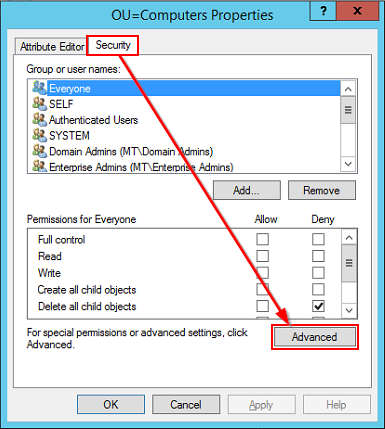 OU=Computers Properties
?
X
Attribute Editor
Security
Group or user names:
Everyone
SELF
Authenticated Users
SYSTEM
Domain Admins (MT\Domain Admins)
Enterprise Admins (MT\Enterprise Admins)
Add...
Remove
Permissions for Everyone
Allow
Deny
Full control
Read
Write
Create all child objects
Delete all child objects
For special permissions or advanced settings, click
Advanced.
Advanced
OK
Cancel
Apply
Help